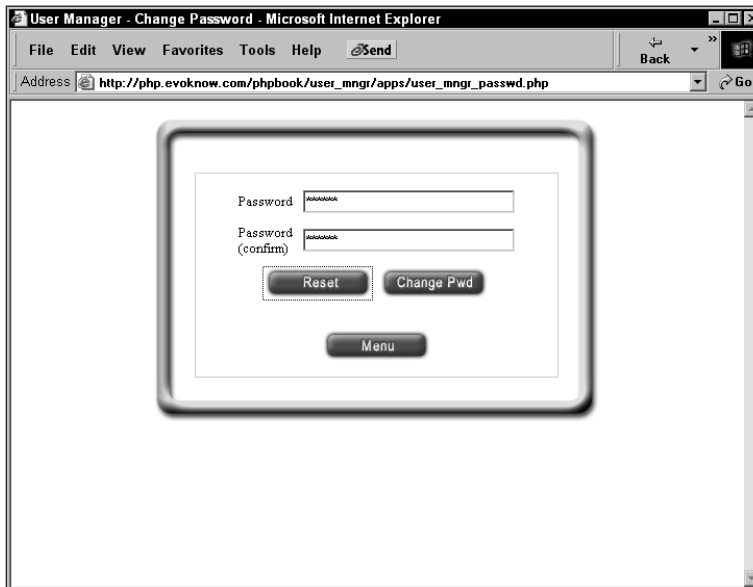 User Manager - Change Password - Microsoft Internet Explorer
File Edit View Favorites Tools Help Send Back »
Address http://php.evoknow.com/phpbook/user_mngr/apps/user_mngr_passwd.php Go
Password ******
Password ******
(confirm)
Reset Change Pwd
Menu